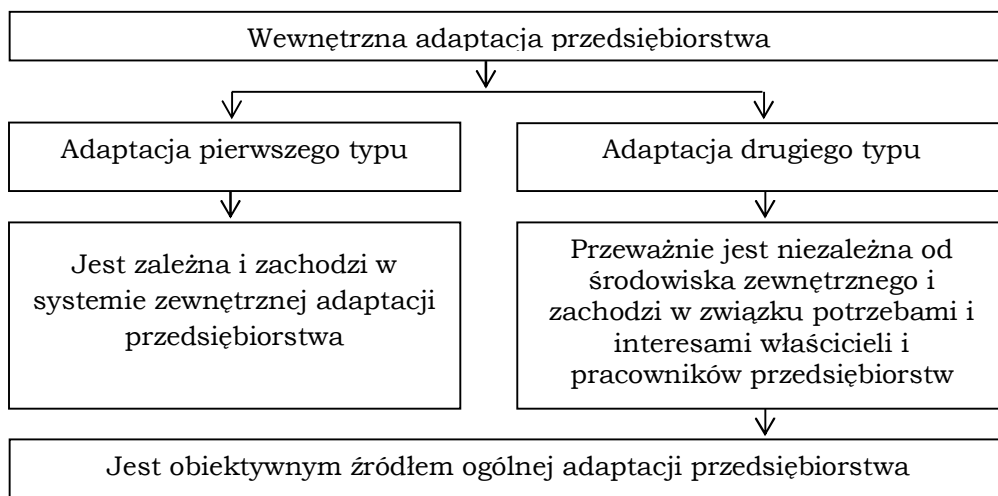 Wewnętrzna adaptacja przedsiębiorstwa
Adaptacja pierwszego typu
Adaptacja drugiego typu
Jest zależna i zachodzi w
systemie zewnętrznej adaptacji
przedsiębiorstwa
Przeważnie jest niezależna od
środowiska zewnętrznego i
zachodzi w związku potrzebami i
interesami właścicieli i
pracowników przedsiębiorstw
Jest obiektywnym źródłem ogólnej adaptacji przedsiębiorstwa